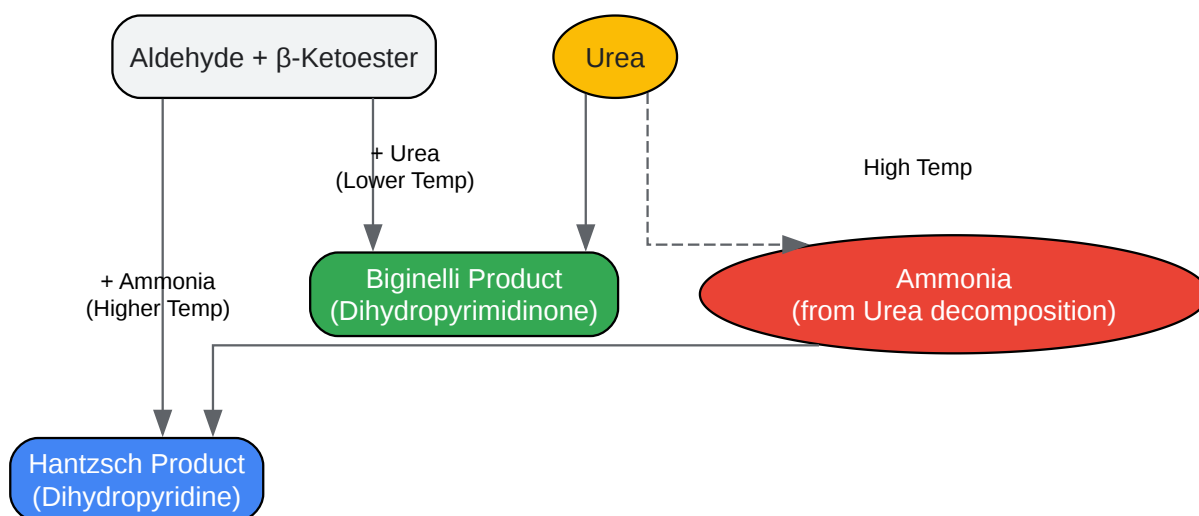 Aldehyde + β-Ketoester
Urea
+ Urea
(Lower Temp)
High Temp
+ Ammonia
(Higher Temp)
Biginelli Product
(Dihydropyrimidinone)
Ammonia
(from Urea decomposition)
Hantzsch Product
(Dihydropyridine)